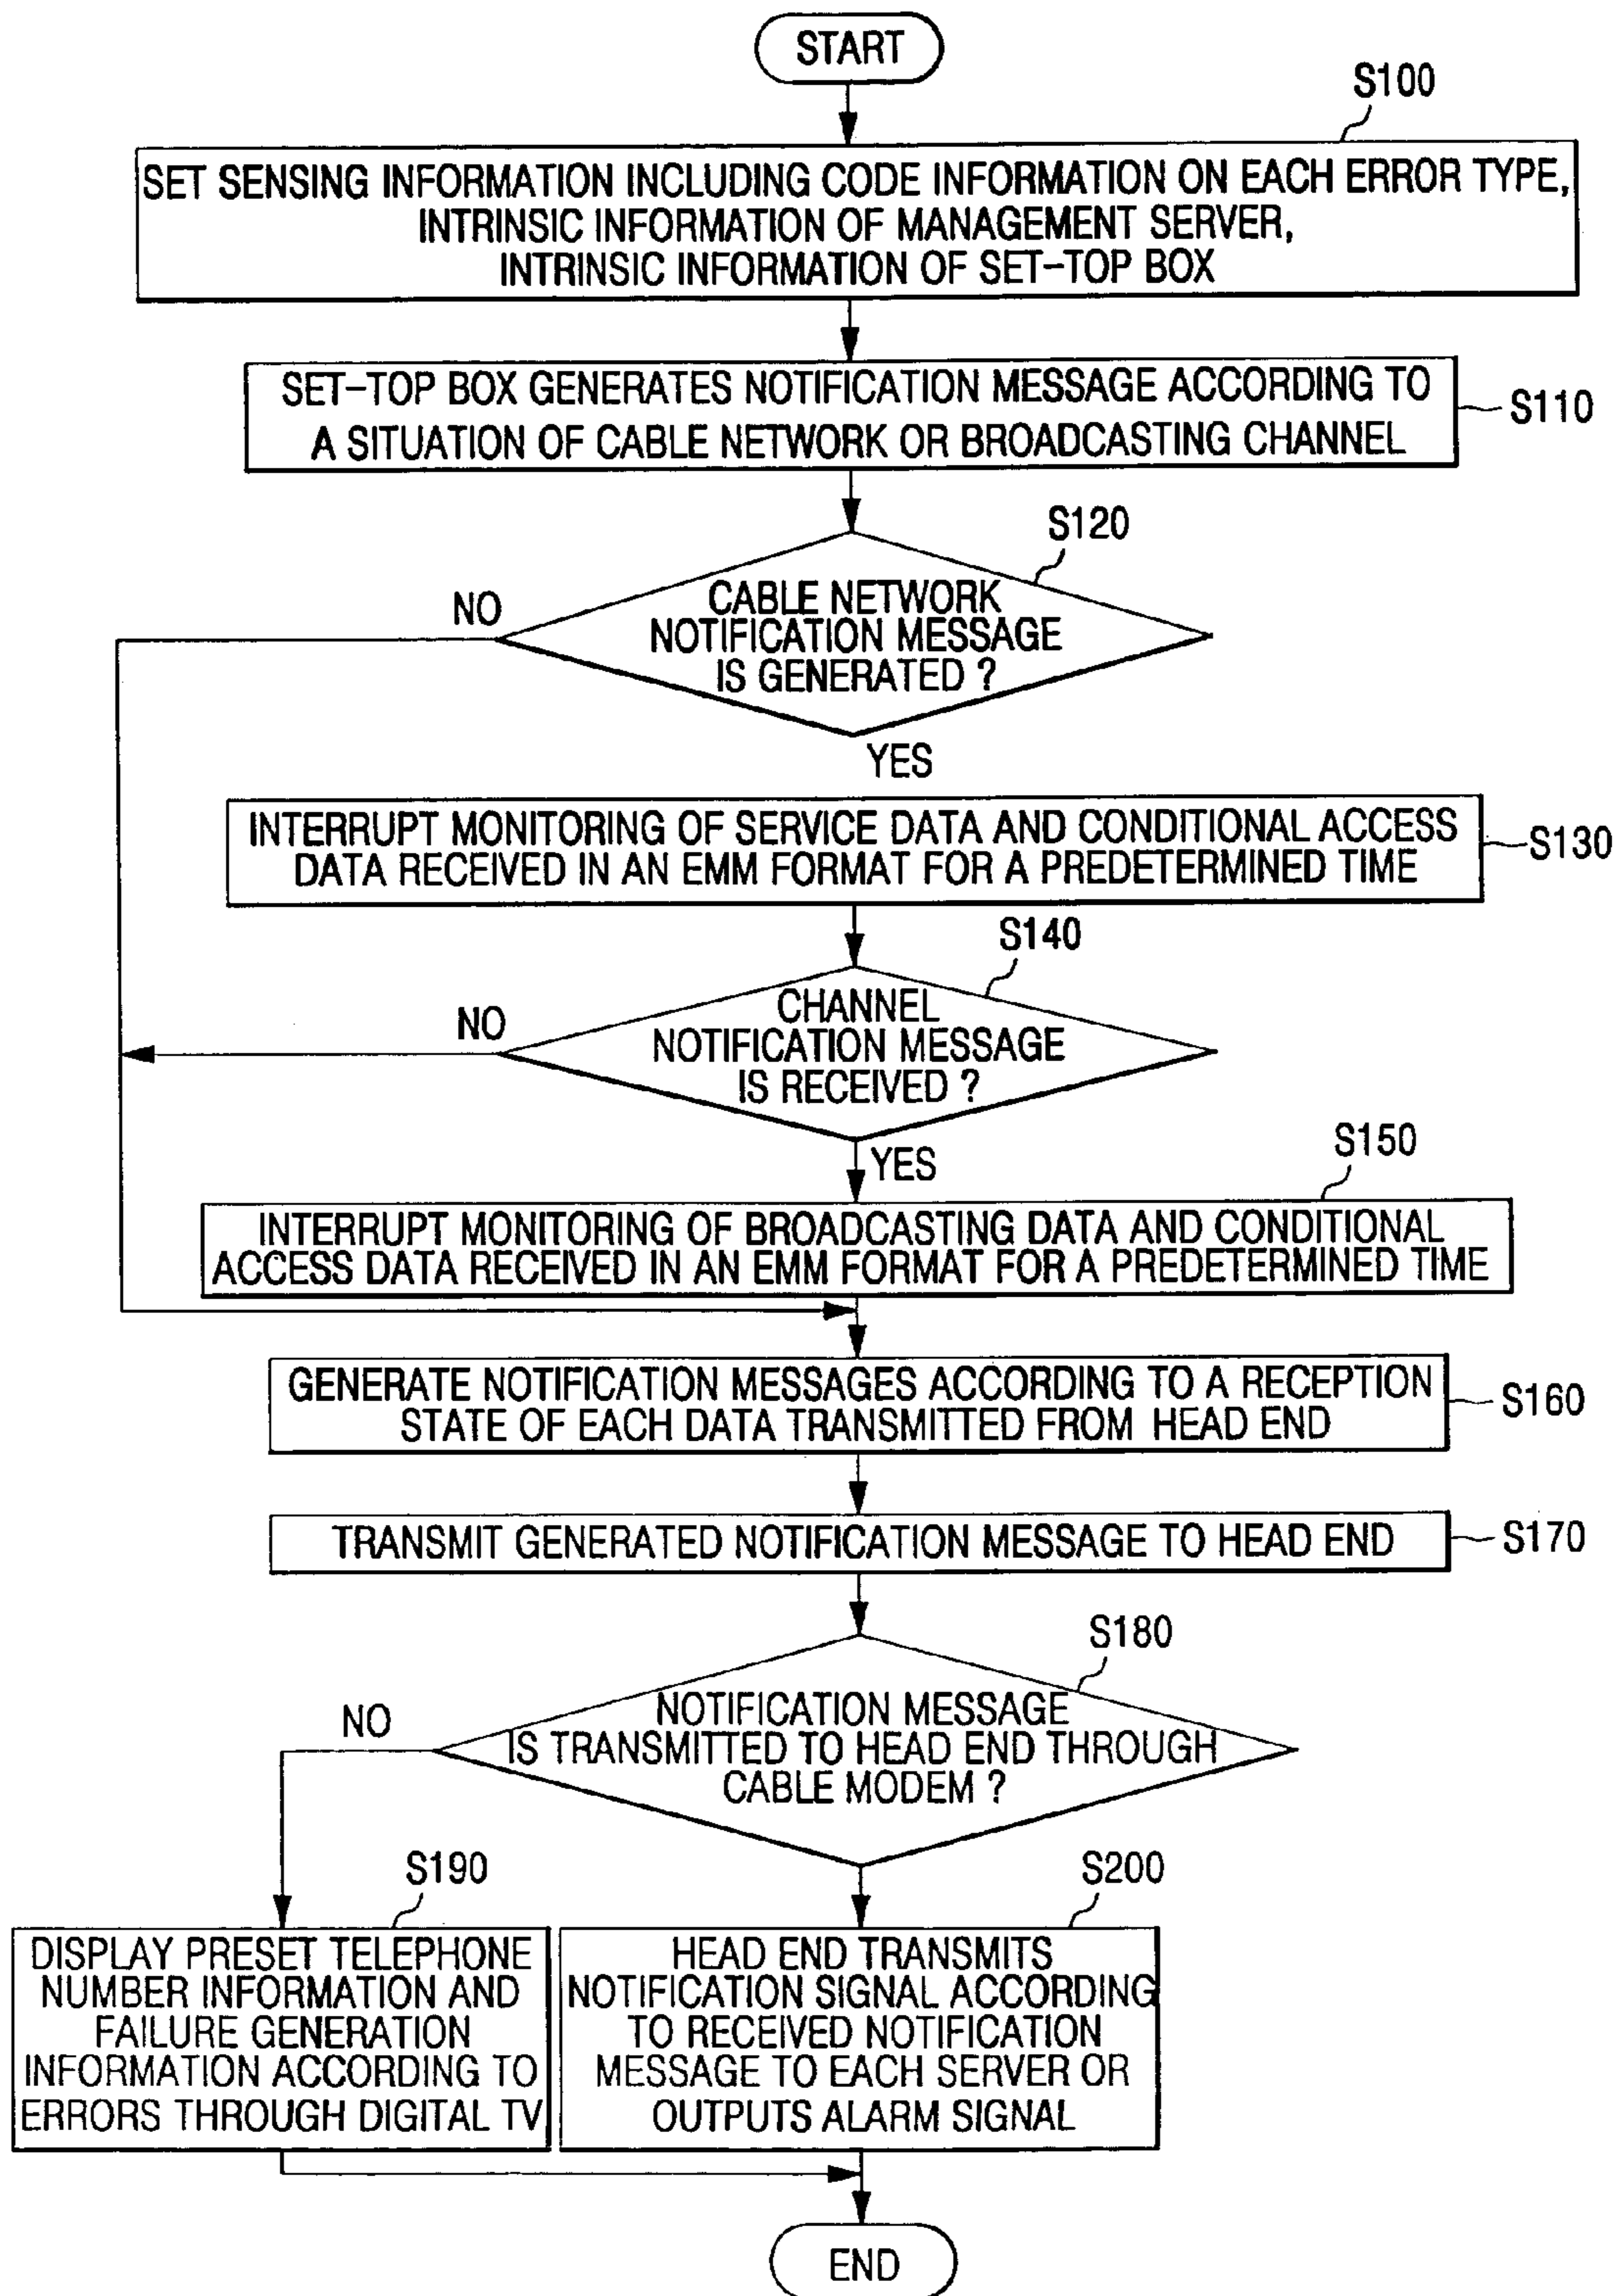 START
S100
SET SENSING INFORMATION INCLUDING CODE INFORMATION ON EACH ERROR TYPE,
INTRINSIC INFORMATION OF MANAGEMENT SERVER,
INTRINSIC INFORMATION OF SET-TOP BOX
SET-TOP BOX GENERATES NOTIFICATION MESSAGE ACCORDING TO
A SITUATION OF CABLE NETWORK OR BROADCASTING CHANNEL
S110
S120
NO
CABLE NETWORK
NOTIFICATION MESSAGE
IS GENERATED ?
YES
INTERRUPT MONITORING OF SERVICE DATA AND CONDITIONAL ACCESS
DATA RECEIVED IN AN EMM FORMAT FOR A PREDETERMINED TIME
S130
S140
NO
CHANNEL
NOTIFICATION MESSAGE
IS RECEIVED ?
YES
S150
INTERRUPT MONITORING OF BROADCASTING DATA AND CONDITIONAL
ACCESS DATA RECEIVED IN AN EMM FORMAT FOR A PREDETERMINED TIME
GENERATE NOTIFICATION MESSAGES ACCORDING TO A RECEPTION
STATE OF EACH DATA TRANSMITTED FROM HEAD END
S160
TRANSMIT GENERATED NOTIFICATION MESSAGE TO HEAD END
S170
S180
NO
NOTIFICATION MESSAGE
IS TRANSMITTED TO HEAD END THROUGH
CABLE MODEM ?
S190
DISPLAY PRESET TELEPHONE
NUMBER INFORMATION AND
FAILURE GENERATION
INFORMATION ACCORDING TO
ERRORS THROUGH DIGITAL TV
S200
HEAD END TRANSMITS
NOTIFICATION SIGNAL ACCORDING
TO RECEIVED NOTIFICATION
MESSAGE TO EACH SERVER OR
OUTPUTS ALARM SIGNAL
END